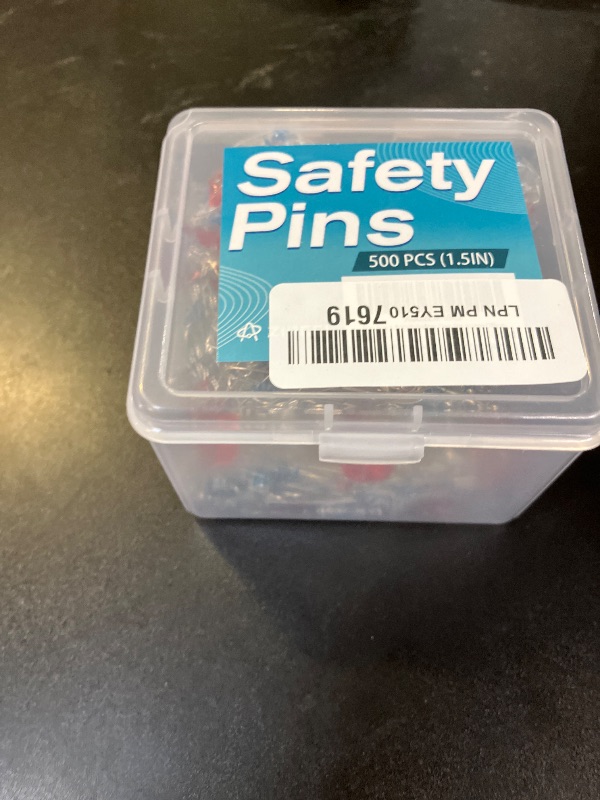 Safety
Pins
500 PCS (1.5IN)
LPN PM EY510 7619